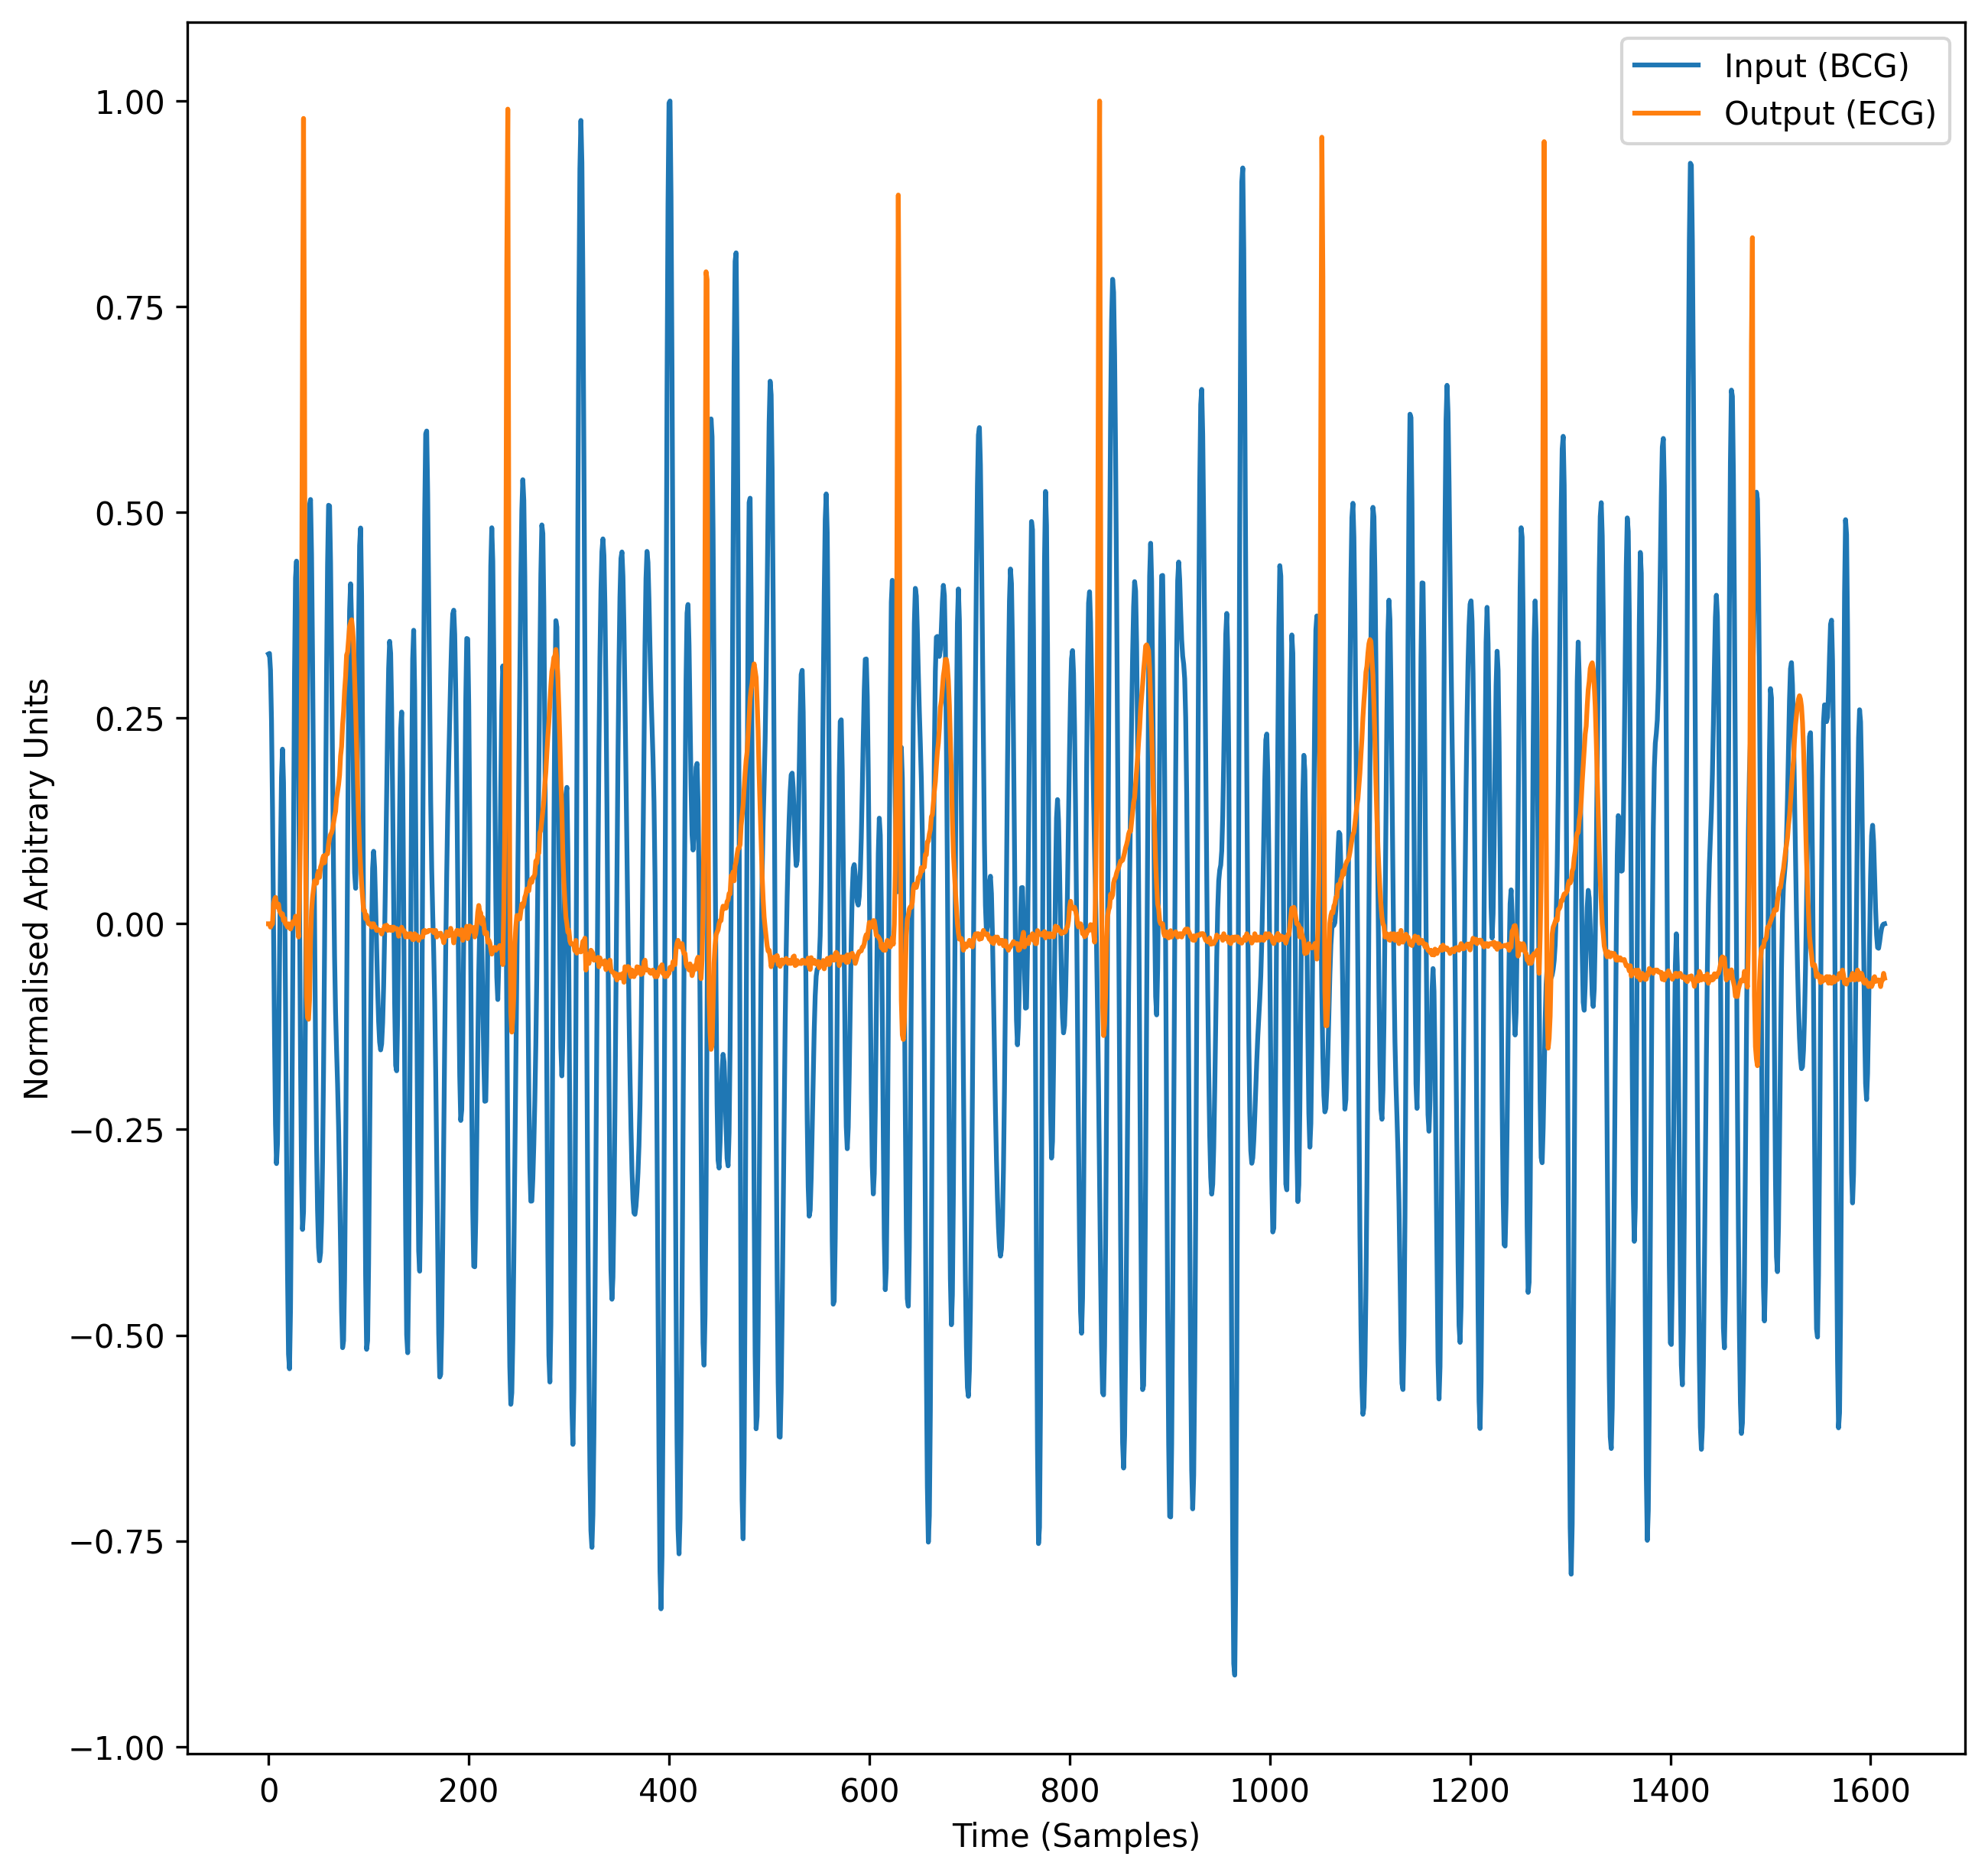 Input (BCG)
Output (ECG)
1.00
0.75
0.50
0.25
0.00
−0.25
−0.50
−0.75
−1.00
Normalised Arbitrary Units
0 200 400 600 800 1000 1200 1400 1600
Time (Samples)